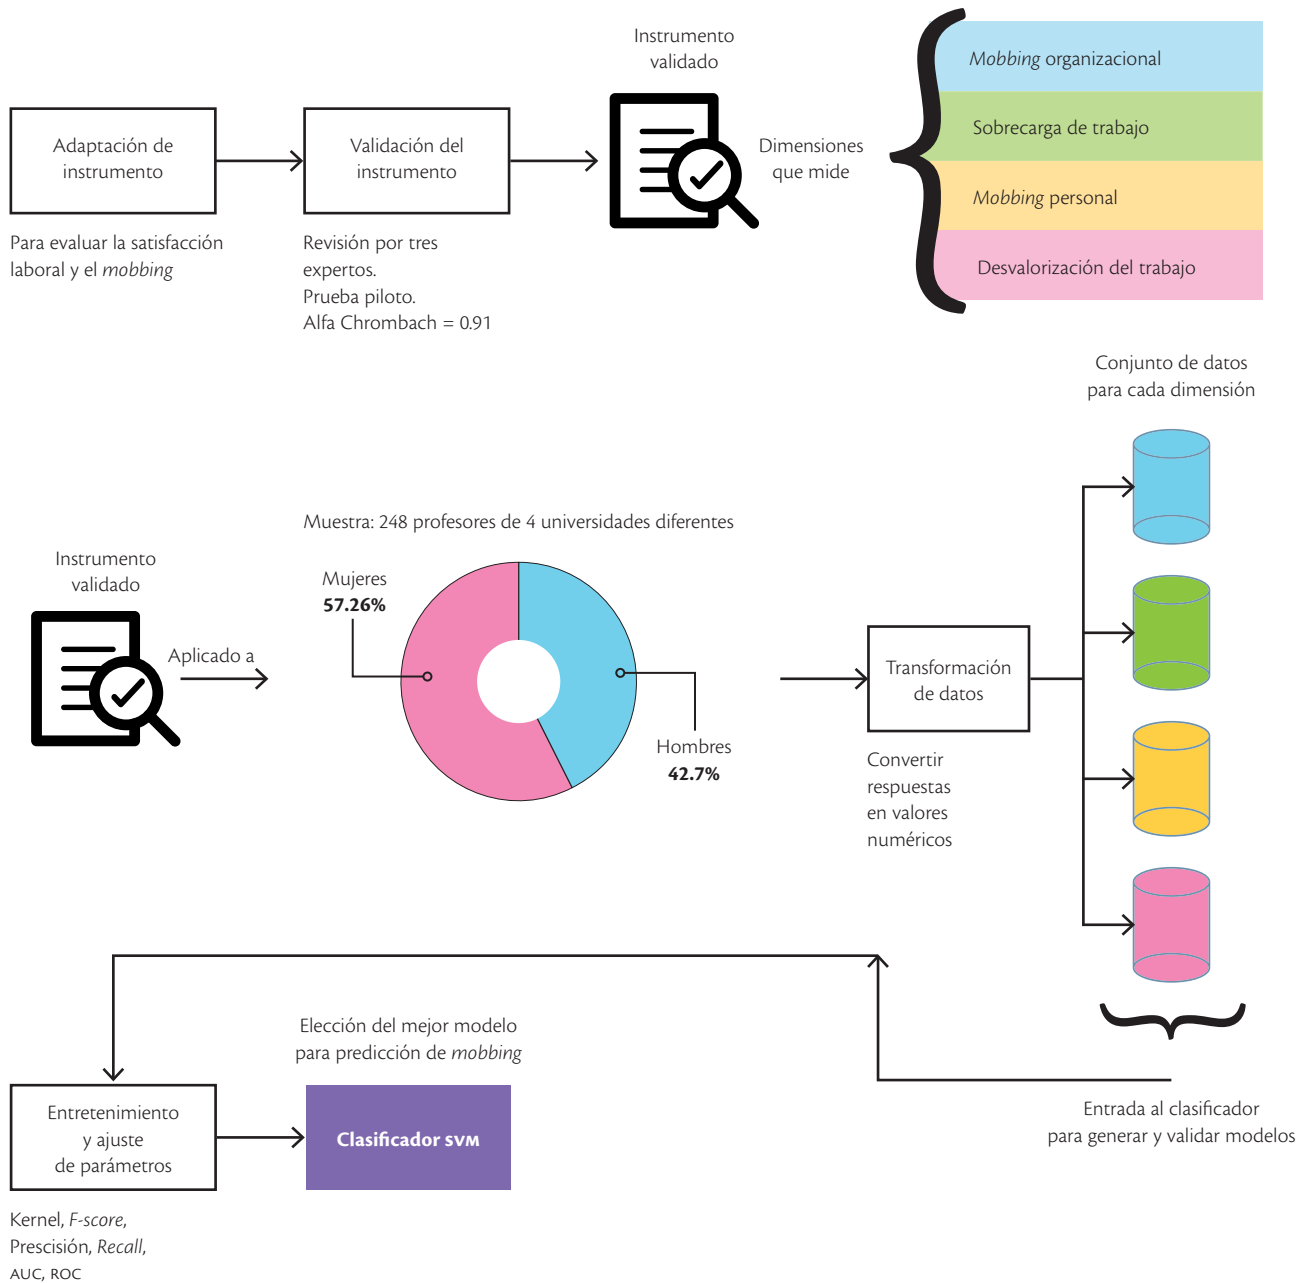 Adaptación de
instrumento
Para evaluar la satisfacción
laboral y el mobbing
Validación del
instrumento
Revisión por tres
expertos.
Prueba piloto.
Alfa Chrombach = 0.91
Instrumento
validado
Dimensiones
que mide
Mobbing organizacional
Sobrecarga de trabajo
Mobbing personal
Desvalorización del trabajo
Instrumento
validado
Aplicado a
Muestra: 248 profesores de 4 universidades diferentes
Mujeres
57.26%
Hombres
42.7%
Transformación
de datos
Convertir
respuestas
en valores
numéricos
Conjunto de datos
para cada dimensión
Entrada al clasificador
para generar y validar modelos
Entretenimiento
y ajuste
de parámetros
Kernel, F-score,
Prescisión, Recall,
AUC, ROC
Elección del mejor modelo
para predicción de mobbing
Clasificador SVM